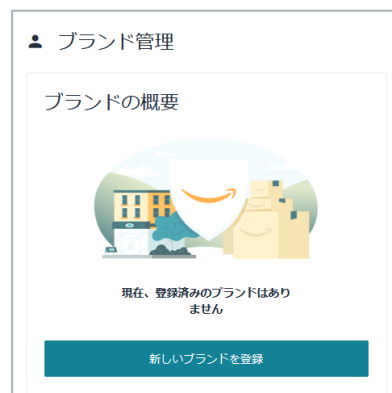 ブランド管理
ブランドの概要
現在、登録済みのブランドはあり
ません
新しいブランドを登録